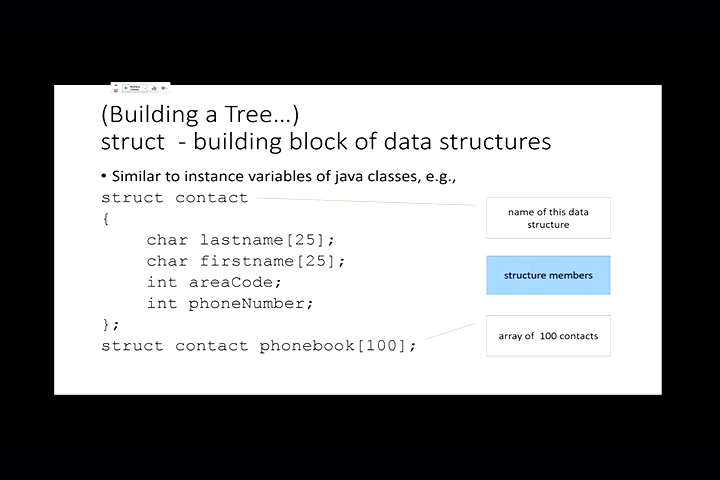 (Building a Tree...)
struct - building block of data structures
• Similar to instance variables of java classes, e.g.,
struct contact
{
char lastname[25];
char firstname[25];
int areaCode;
int phoneNumber;
};
struct contact phonebook[100];
name of this data
structure
structure members
array of 100 contacts